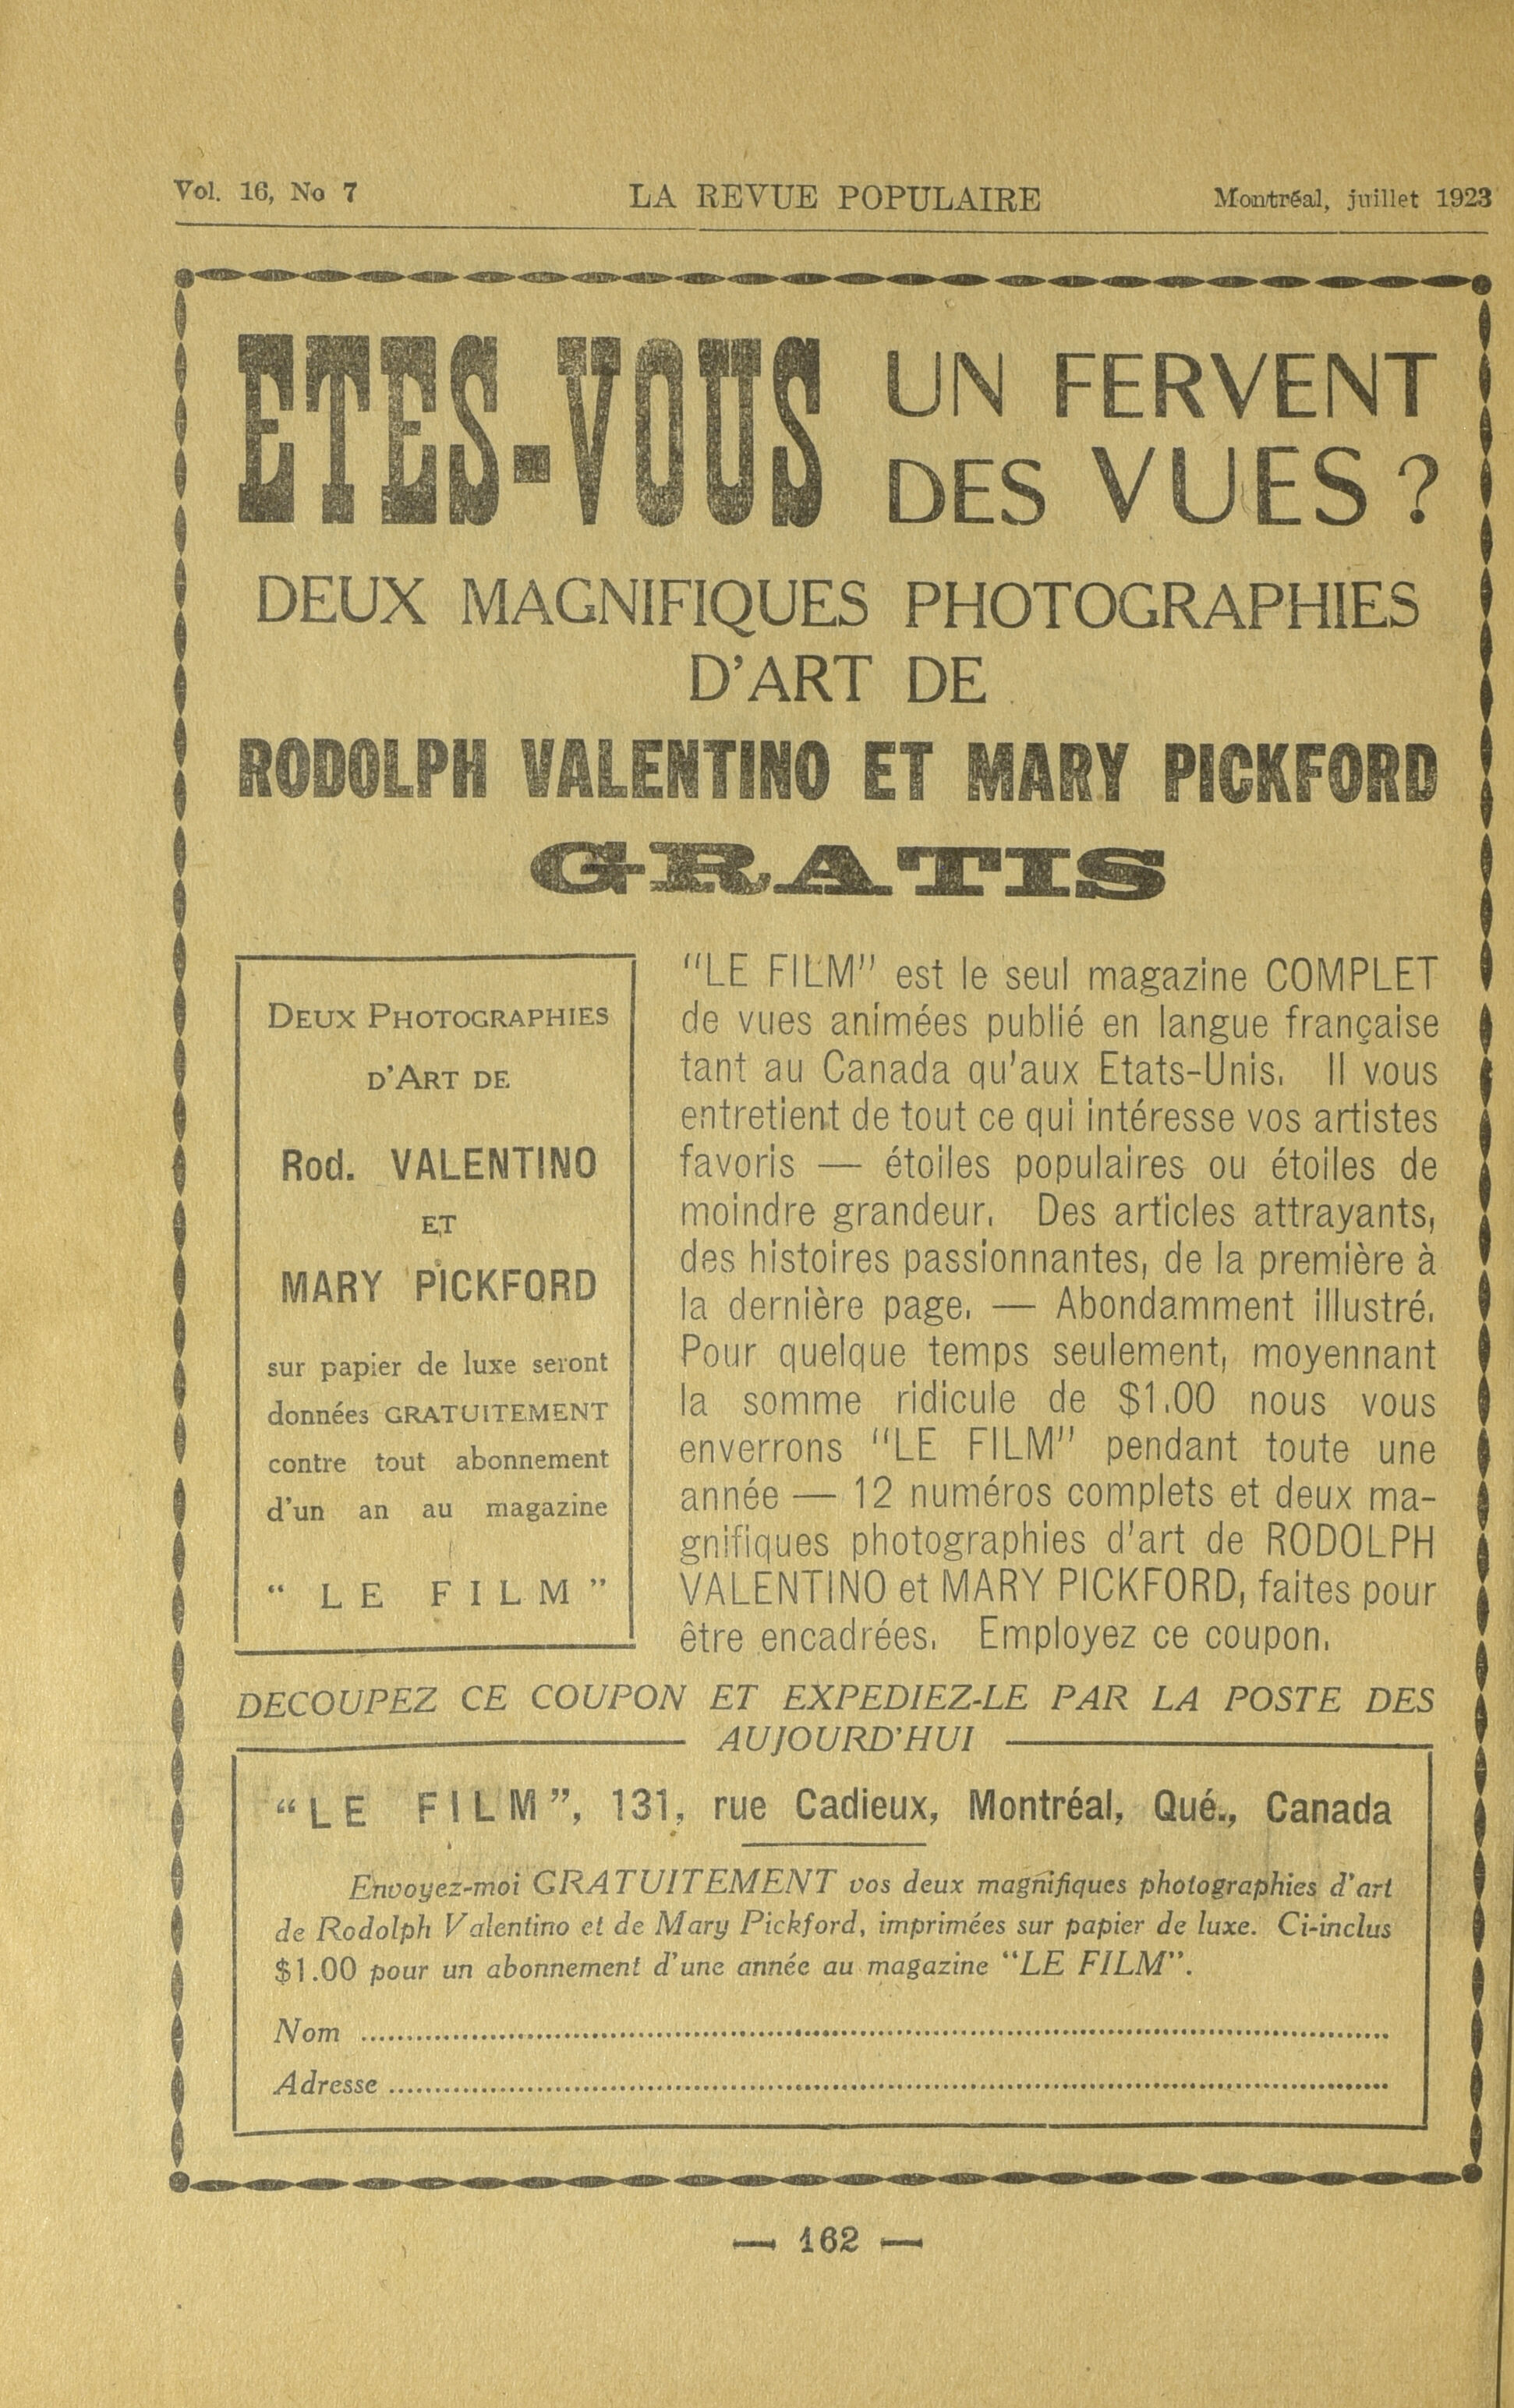 Vol. 16, No 7 LA REVUE POPULAIRE Montréal, juillet 1923
ETES-VOUS UN FERVENT
DES VUES ?
DEUX MAGNIFIQUES PHOTOGRAPHIES
D'ART DE
RODOLPH VALENTINO ET MARY PICKFORD
GRATIS
DEUX PHOTOGRAPHIES
D'ART DE
Rod. VALENTINO
ET
MARY PICKFORD
sur papier de luxe seront
données GRATUITEMENT
contre tout abonnement
d'un an au magazine
" LE FILM "
"LE FILM" est le seul magazine COMPLET
de vues animées publié en langue française
tant au Canada qu'aux Etats-Unis. Il vous
entretient de tout ce qui intéresse vos artistes
favoris — étoiles populaires ou étoiles de
moindre grandeur. Des articles attrayants,
des histoires passionnantes, de la première à
la dernière page. — Abondamment illustré.
Pour quelque temps seulement, moyennant
la somme ridicule de $1.00 nous vous
enverrons "LE FILM" pendant toute une
année — 12 numéros complets et deux ma-
gnifiques photographies d'art de RODOLPH
VALENTINO et MARY PICKFORD, faites pour
être encadrées. Employez ce coupon.
DECOUPEZ CE COUPON ET EXPEDIEZ-LE PAR LA POSTE DES
AUJOURD'HUI
"LE FILM", 131, rue Cadieux, Montréal, Qué., Canada
Envoyez-moi GRATUITEMENT vos deux magnifiques photographies d'art
de Rodolph Valentino et de Mary Pickford, imprimées sur papier de luxe. Ci-inclus
$1.00 pour un abonnement d'une année au magazine "LE FILM".
Nom
Adresse
— 162 —